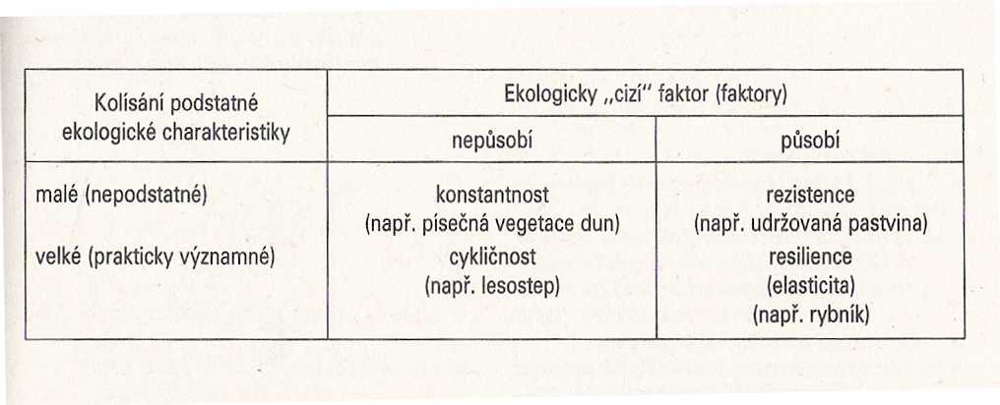 Kolísání podstatné
ekologické charakteristiky
Ekologicky „cizí“ faktor (faktory)
nepůsobí
působí
malé (nepodstatné)
konstantnost
rezistence
(např. písečná vegetace dun)
(např. udržovaná pastvina)
velké (prakticky významné)
cykličnost
resilience
(např. lesostep)
(elasticita)
(např. rybník)